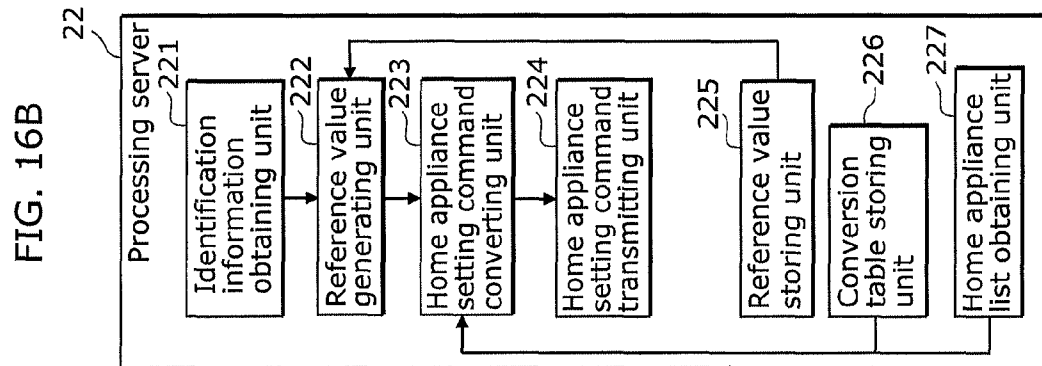 FIG. 16B
22
Processing server
221
Identification
information
obtaining unit
222
Reference value
generating unit
223
Home appliance
setting command
converting unit
224
Home appliance
setting command
transmitting unit
225
Reference value
storing unit
226
Conversion
table storing
unit
227
Home appliance
list obtaining unit